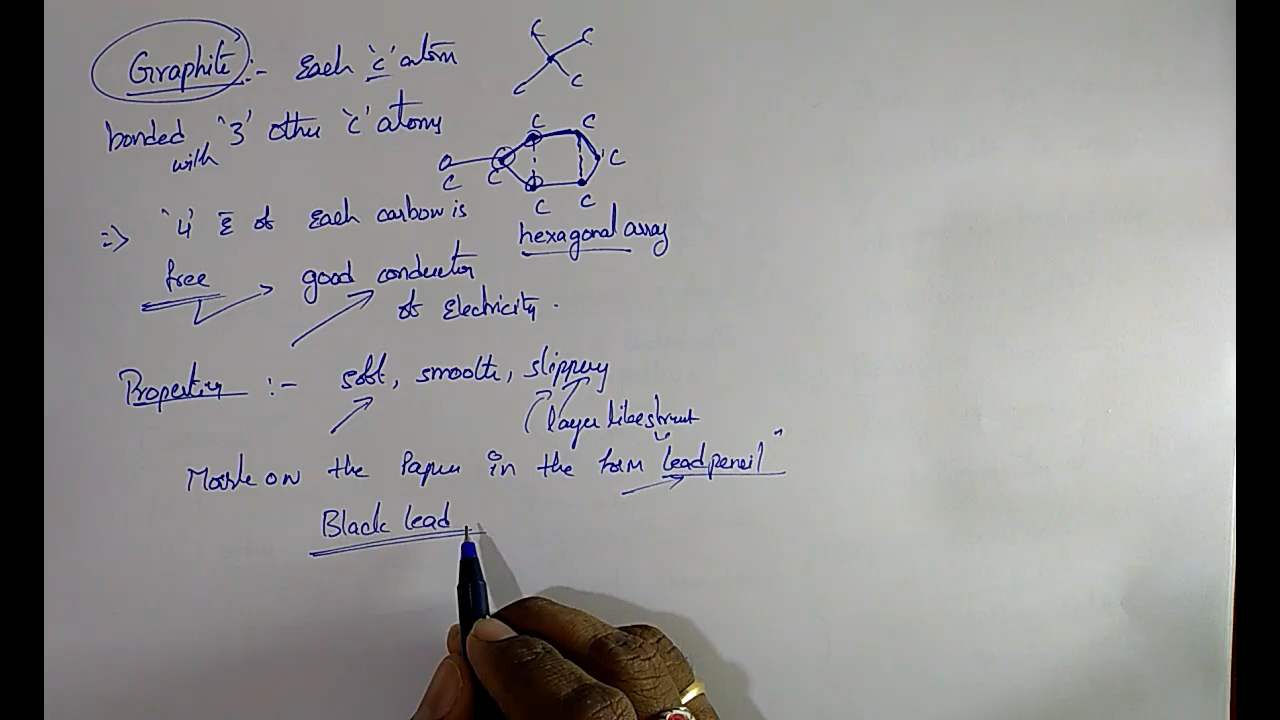 Graphite :- Each 'c' atom
bonded with '3' other 'c' atoms
C C
C C
C C
C C C
C C
=> '4' ē of Each carbon is
hexagonal array
free → good conductor
of Electricity.
Properties :- soft, smooth, slippery
(layer like struct
Mark on the Paper in the form "lead pencil"
Black lead